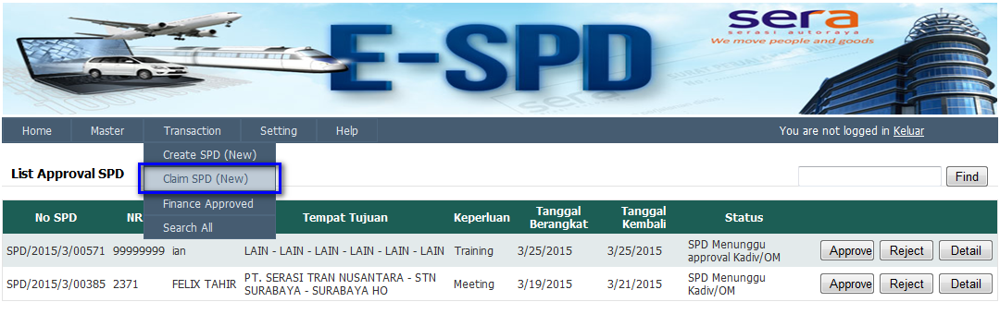 E-SPD
sera
serasi autoraya
We move people and goods
Home Master Transaction Setting Help You are not logged in Keluar
Create SPD (New)
Claim SPD (New)
Finance Approved
Search All
List Approval SPD Find
No SPD NR Tempat Tujuan Keperluan Tanggal Berangkat Tanggal Kembali Status
SPD/2015/3/00571 99999999 ian LAIN - LAIN - LAIN - LAIN - LAIN - LAIN Training 3/25/2015 3/25/2015 SPD Menunggu approval Kadiv/OM Approve Reject Detail
SPD/2015/3/00385 2371 FELIX TAHIR PT. SERASI TRAN NUSANTARA - STN SURABAYA - SURABAYA HO Meeting 3/19/2015 3/21/2015 SPD Menunggu Kadiv/OM Approve Reject Detail